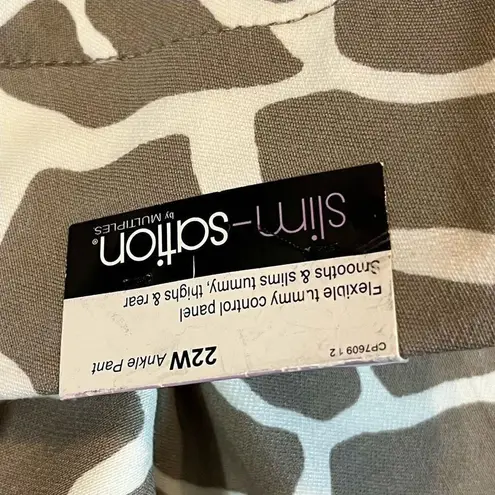 slim-sation®
by MULTIPLES.
Flexible tummy control panel
Smooths & slims tummy, thighs & rear
22W Ankle Pant
CP7609 1 2